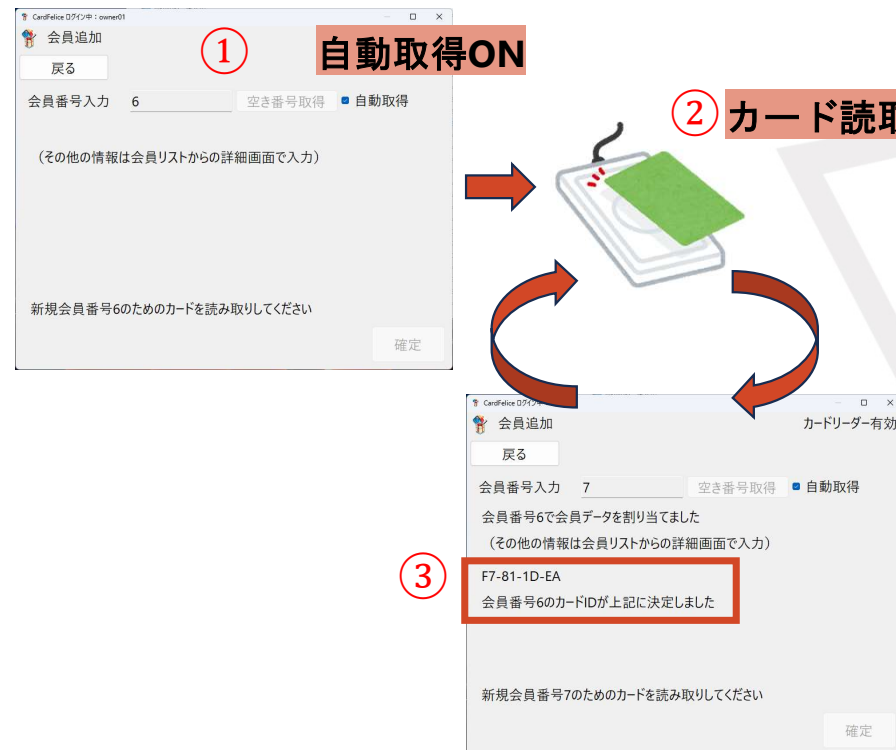 CardFelice ログイン中：owner01
会員追加
①
自動取得ON
戻る
会員番号入力 6 空き番号取得 自動取得
（その他の情報は会員リストからの詳細画面で入力）
新規会員番号6のためのカードを読み取りしてください
確定
② カード読取
CardFelice ログイン中
会員追加 カードリーダー有効
戻る
会員番号入力 7 空き番号取得 自動取得
会員番号6で会員データを割り当てました
（その他の情報は会員リストからの詳細画面で入力）
③
F7-81-1D-EA
会員番号6のカードIDが上記に決定しました
新規会員番号7のためのカードを読み取りしてください
確定